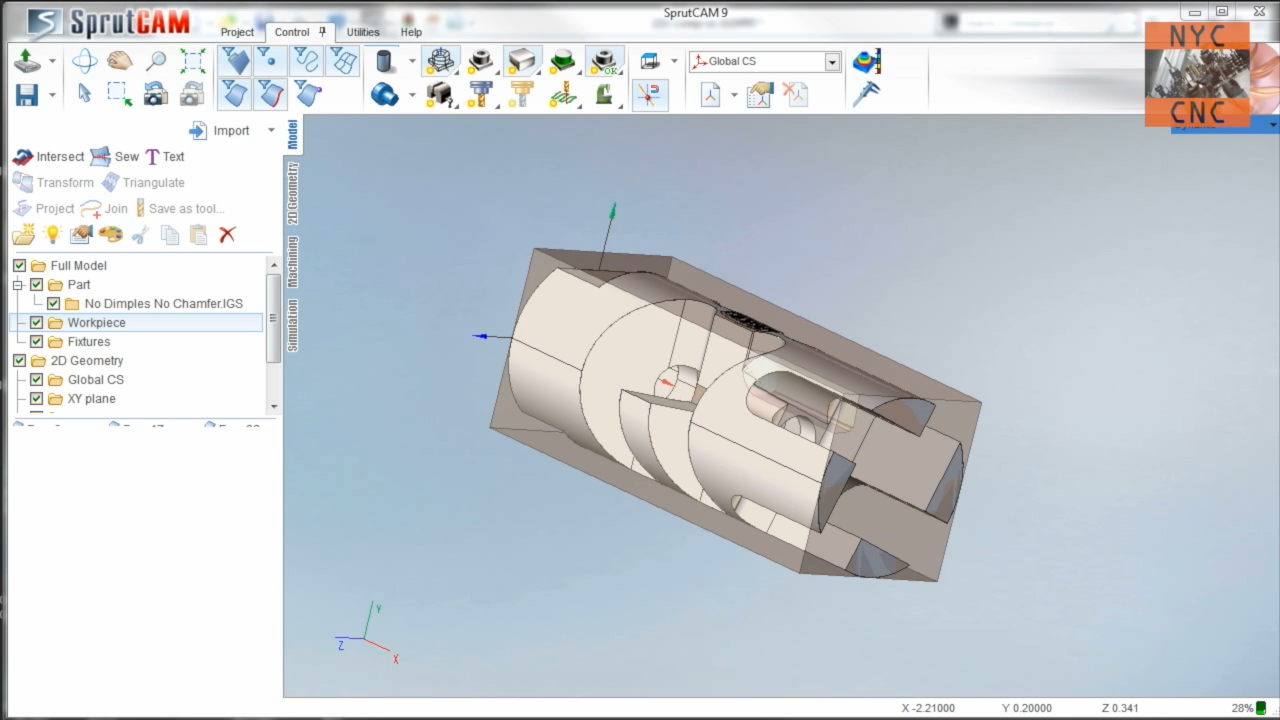 SprutCAM 9
SprutCAM
Project Control Utilities Help
NYC
CNC
Global CS
OK
Import
Intersect Sew Text
Transform Triangulate
Project Join Save as tool...
Model
2D Geometry
Machining
Simulation
Full Model
Part
No Dimples No Chamfer.IGS
Workpiece
Fixtures
2D Geometry
Global CS
XY plane
Y
Z
X
X -2.21000 Y 0.20000 Z 0.341 28%